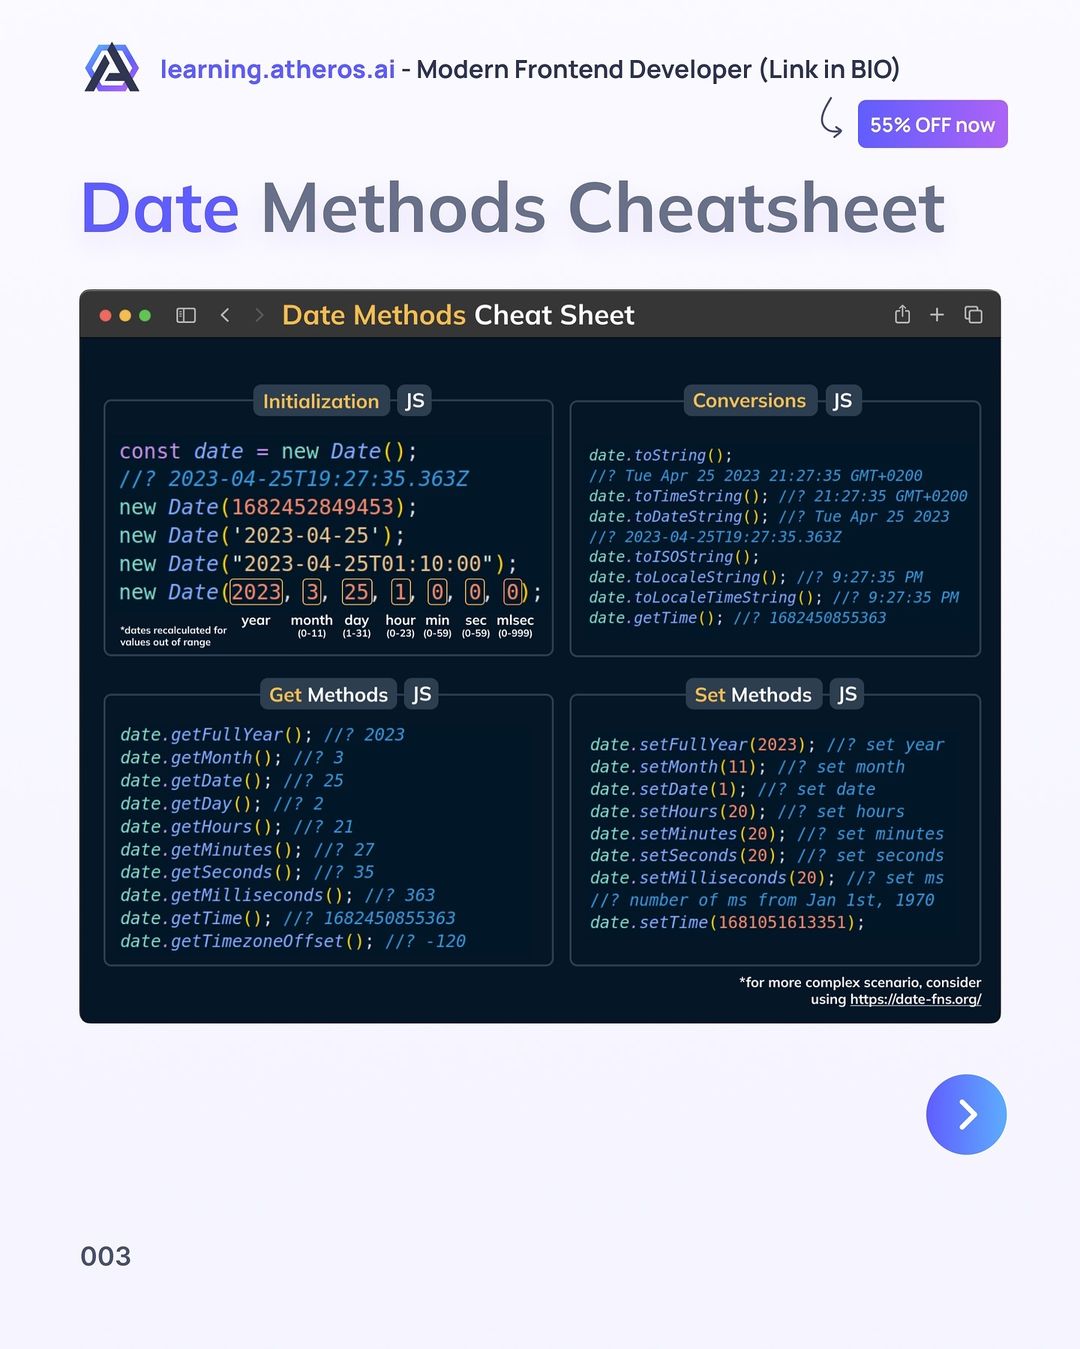 learning.atheros.ai - Modern Frontend Developer (Link in BIO)
55% OFF now
Date Methods Cheatsheet
Date Methods Cheat Sheet
Initialization JS
const date = new Date();
//? 2023-04-25T19:27:35.363Z
new Date(1682452849453);
new Date('2023-04-25');
new Date("2023-04-25T01:10:00");
new Date(2023, 3, 25, 1, 0, 0, 0);
year month day hour min sec mlsec
(0-11) (1-31) (0-23) (0-59) (0-59) (0-999)
*dates recalculated for
values out of range
Conversions JS
date.toString();
//? Tue Apr 25 2023 21:27:35 GMT+0200
date.toTimeString(); //? 21:27:35 GMT+0200
date.toDateString(); //? Tue Apr 25 2023
//? 2023-04-25T19:27:35.363Z
date.toISOString();
date.toLocaleString(); //? 9:27:35 PM
date.toLocaleTimeString(); //? 9:27:35 PM
date.getTime(); //? 1682450855363
Get Methods JS
date.getFullYear(); //? 2023
date.getMonth(); //? 3
date.getDate(); //? 25
date.getDay(); //? 2
date.getHours(); //? 21
date.getMinutes(); //? 27
date.getSeconds(); //? 35
date.getMilliseconds(); //? 363
date.getTime(); //? 1682450855363
date.getTimezoneOffset(); //? -120
Set Methods JS
date.setFullYear(2023); //? set year
date.setMonth(11); //? set month
date.setDate(1); //? set date
date.setHours(20); //? set hours
date.setMinutes(20); //? set minutes
date.setSeconds(20); //? set seconds
date.setMilliseconds(20); //? set ms
//? number of ms from Jan 1st, 1970
date.setTime(1681051613351);
*for more complex scenario, consider
using https://date-fns.org/
003